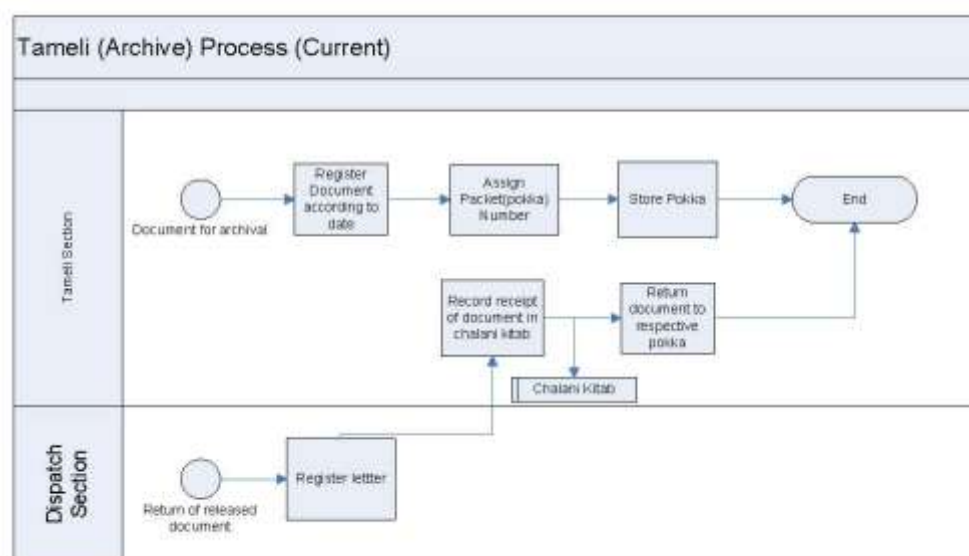 Tameli (Archive) Process (Current)
Tameli Section
Register
Document
according to
date
Assign
Packet(pokka)
Number
Store Pokka
End
Document for archival
Record receipt
of document in
chalani kitab
Return
document to
respective
pokka
Chalani Kitab
Dispatch
Section
Register lettter
Return of released
document